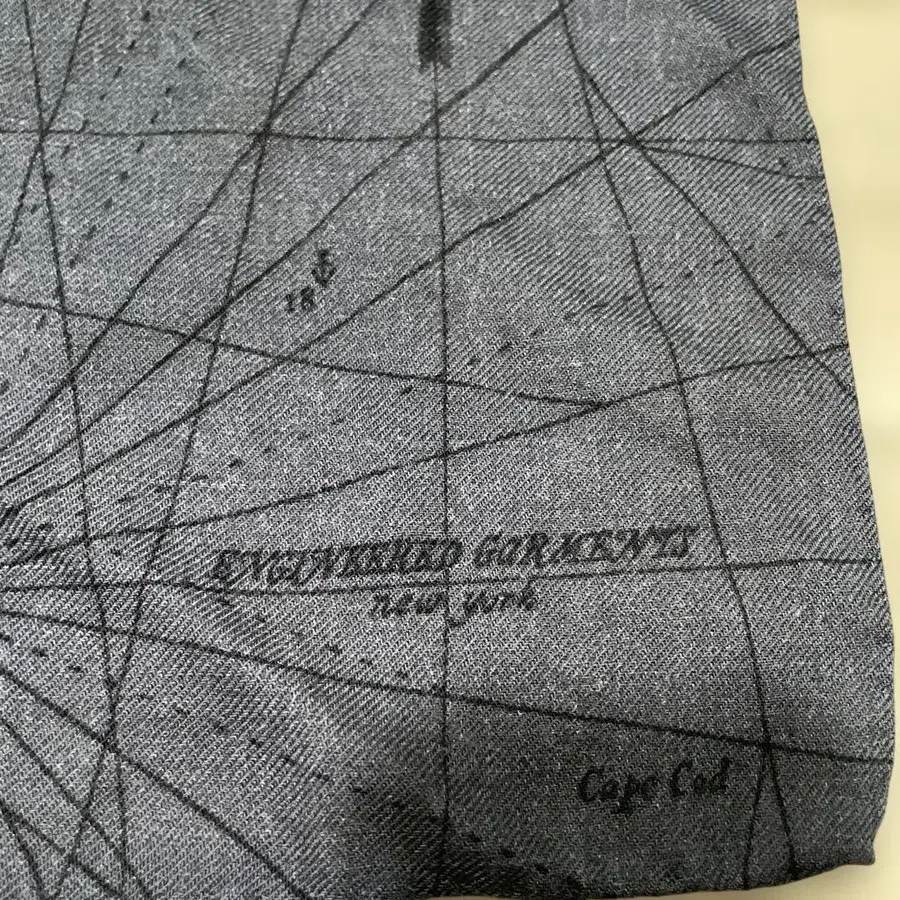 18
ENGINEERED GARMENTS
new york
Cape Cod